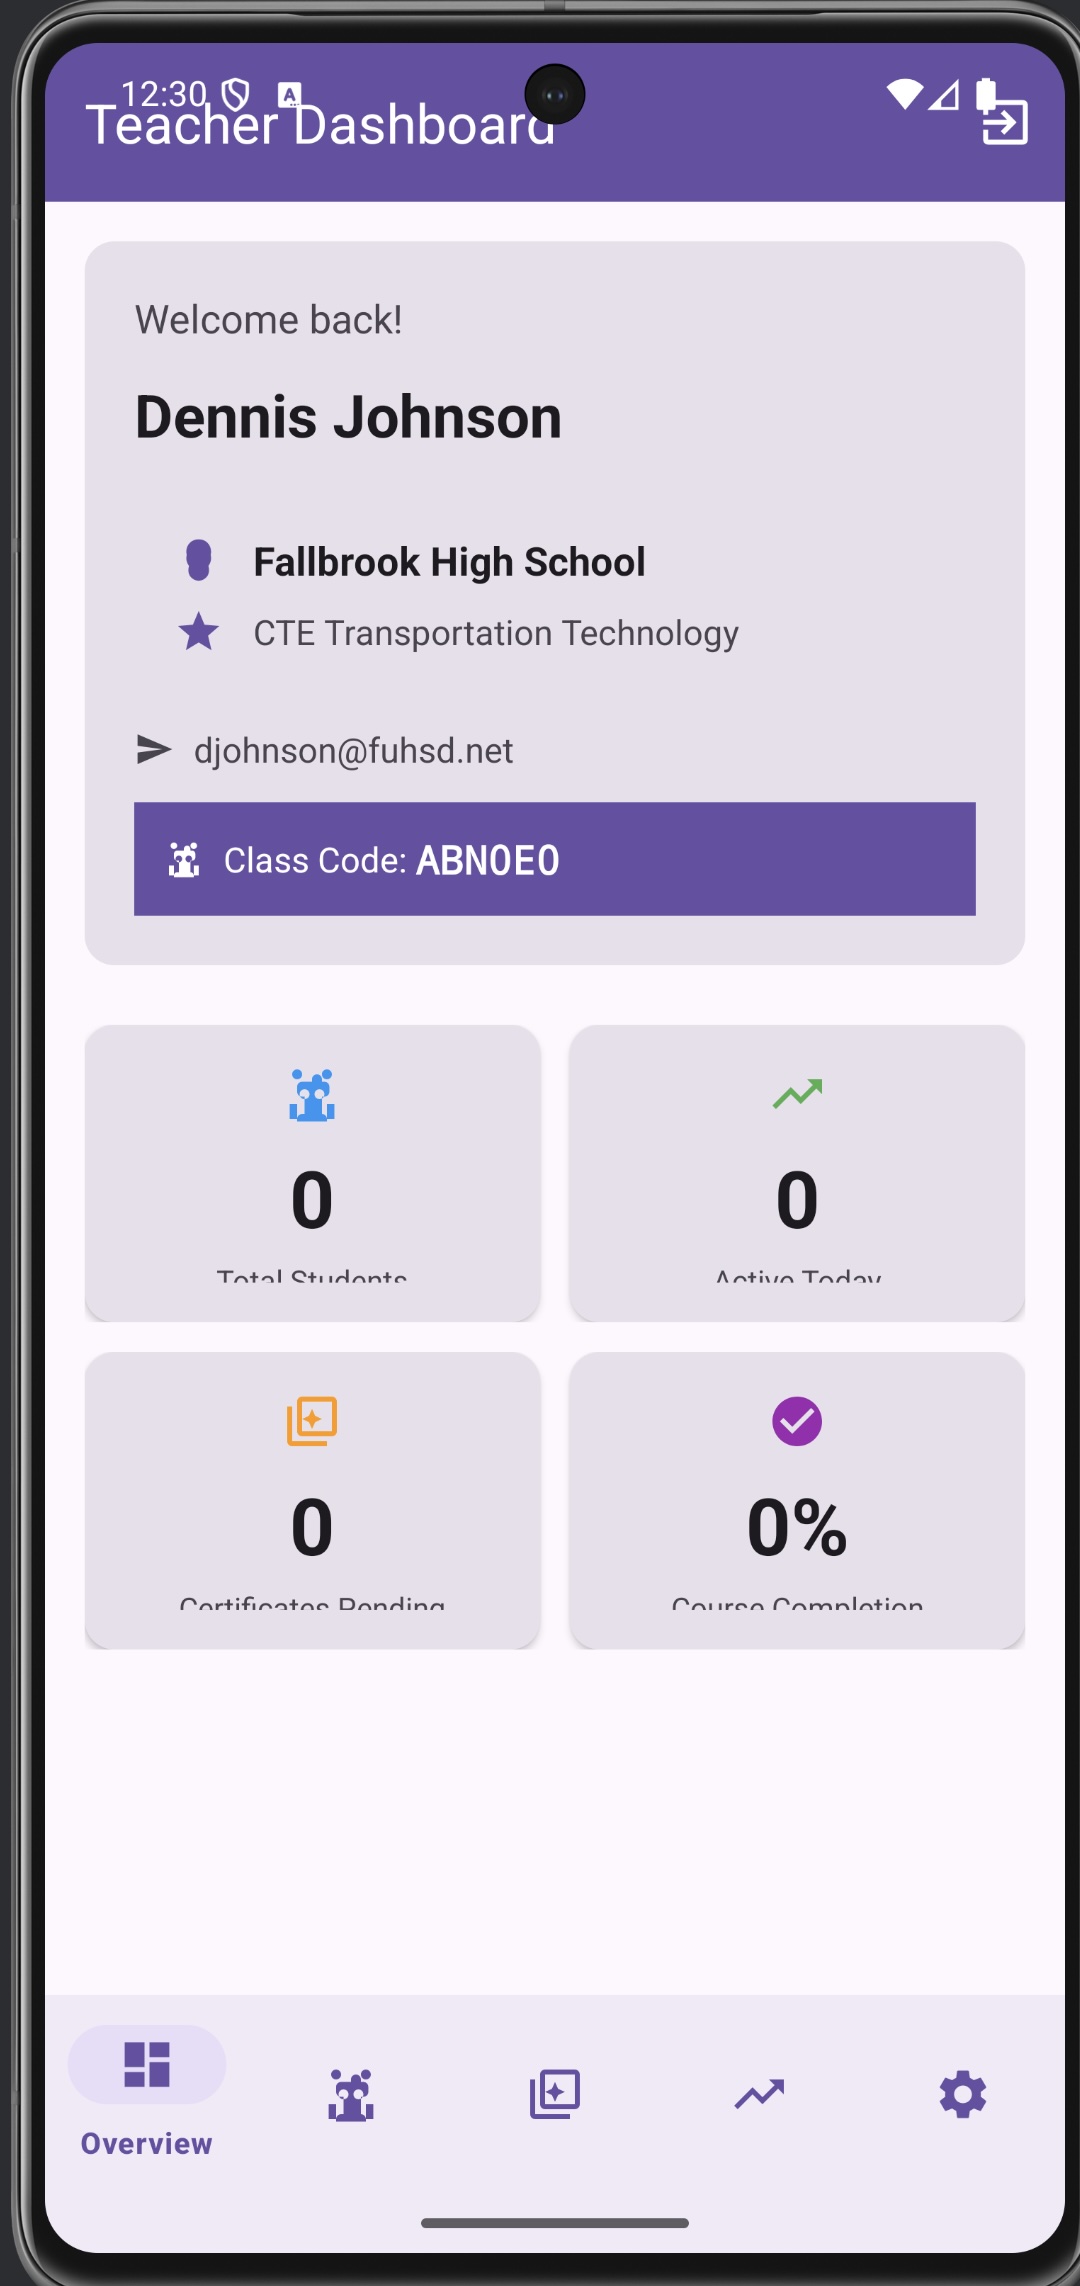 12:30
Teacher Dashboard
Welcome back!
Dennis Johnson
Fallbrook High School
CTE Transportation Technology
djohnson@fuhsd.net
Class Code: ABN0E0
0
0
Total Students
Active Today
0
0%
Certificates Pending
Course Completion
Overview